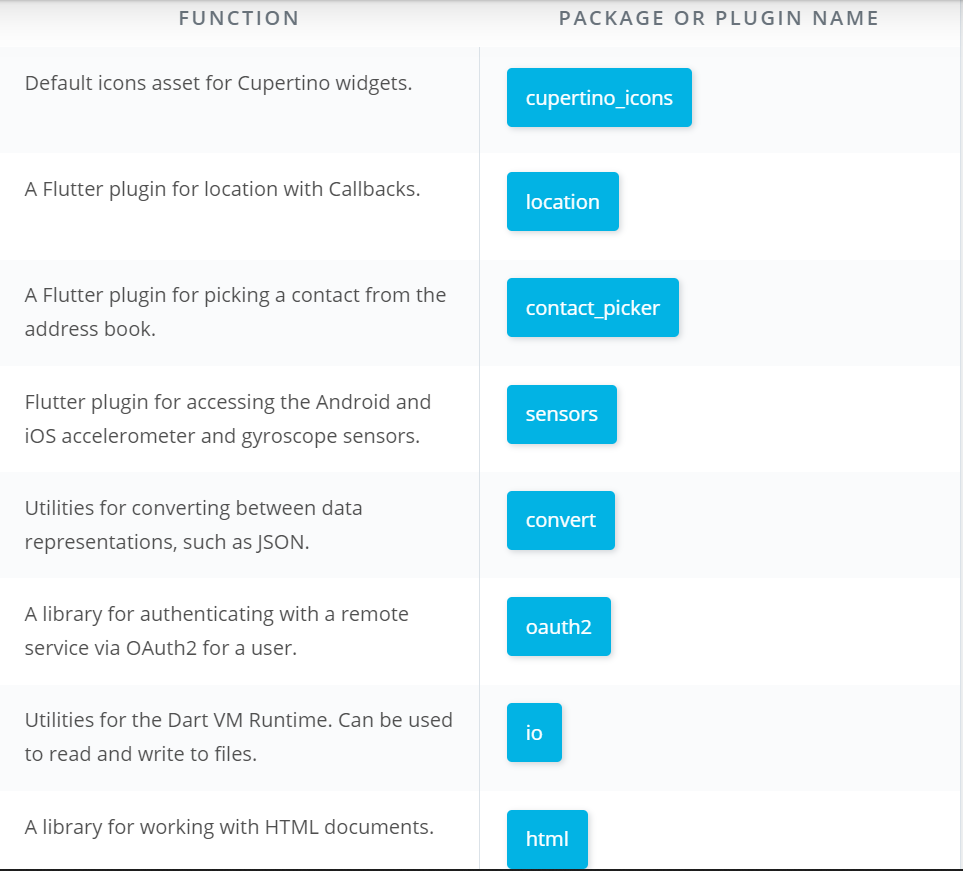 FUNCTION
PACKAGE OR PLUGIN NAME
Default icons asset for Cupertino widgets.
cupertino_icons
A Flutter plugin for location with Callbacks.
location
A Flutter plugin for picking a contact from the
address book.
contact_picker
Flutter plugin for accessing the Android and
iOS accelerometer and gyroscope sensors.
sensors
Utilities for converting between data
representations, such as JSON.
convert
A library for authenticating with a remote
service via OAuth2 for a user.
oauth2
Utilities for the Dart VM Runtime. Can be used
to read and write to files.
io
A library for working with HTML documents.
html